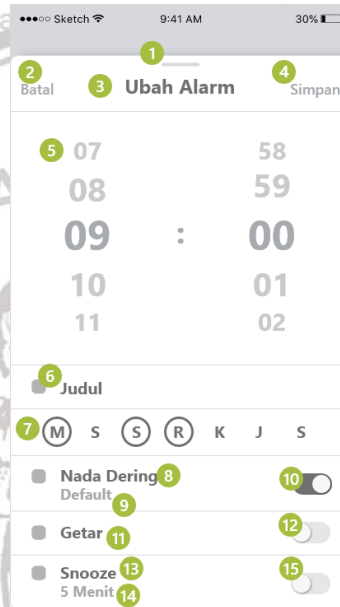 Sketch 9:41 AM 30%
1
2 4
Batal 3 Ubah Alarm Simpan
5 07 58
08 59
09 : 00
10 01
11 02
6
Judul
7 M S S R K J S
Nada Dering 8 10
Default
9
Getar 11 12
Snooze 13 15
5 Menit 14